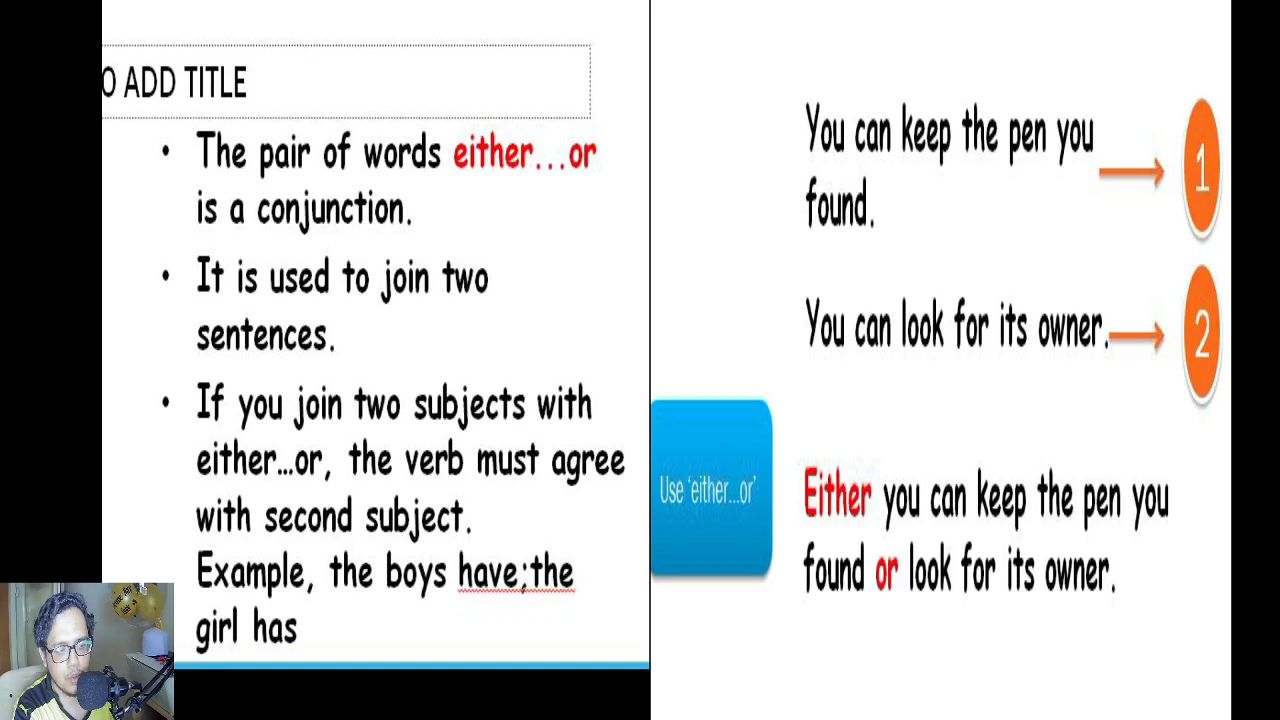 O ADD TITLE
• The pair of words either...or
is a conjunction.
• It is used to join two
sentences.
• If you join two subjects with
either...or, the verb must agree
with second subject.
Example, the boys have;the
girl has
You can keep the pen you
found.
1
You can look for its owner.
2
Use ‘either...or’
Either you can keep the pen you
found or look for its owner.